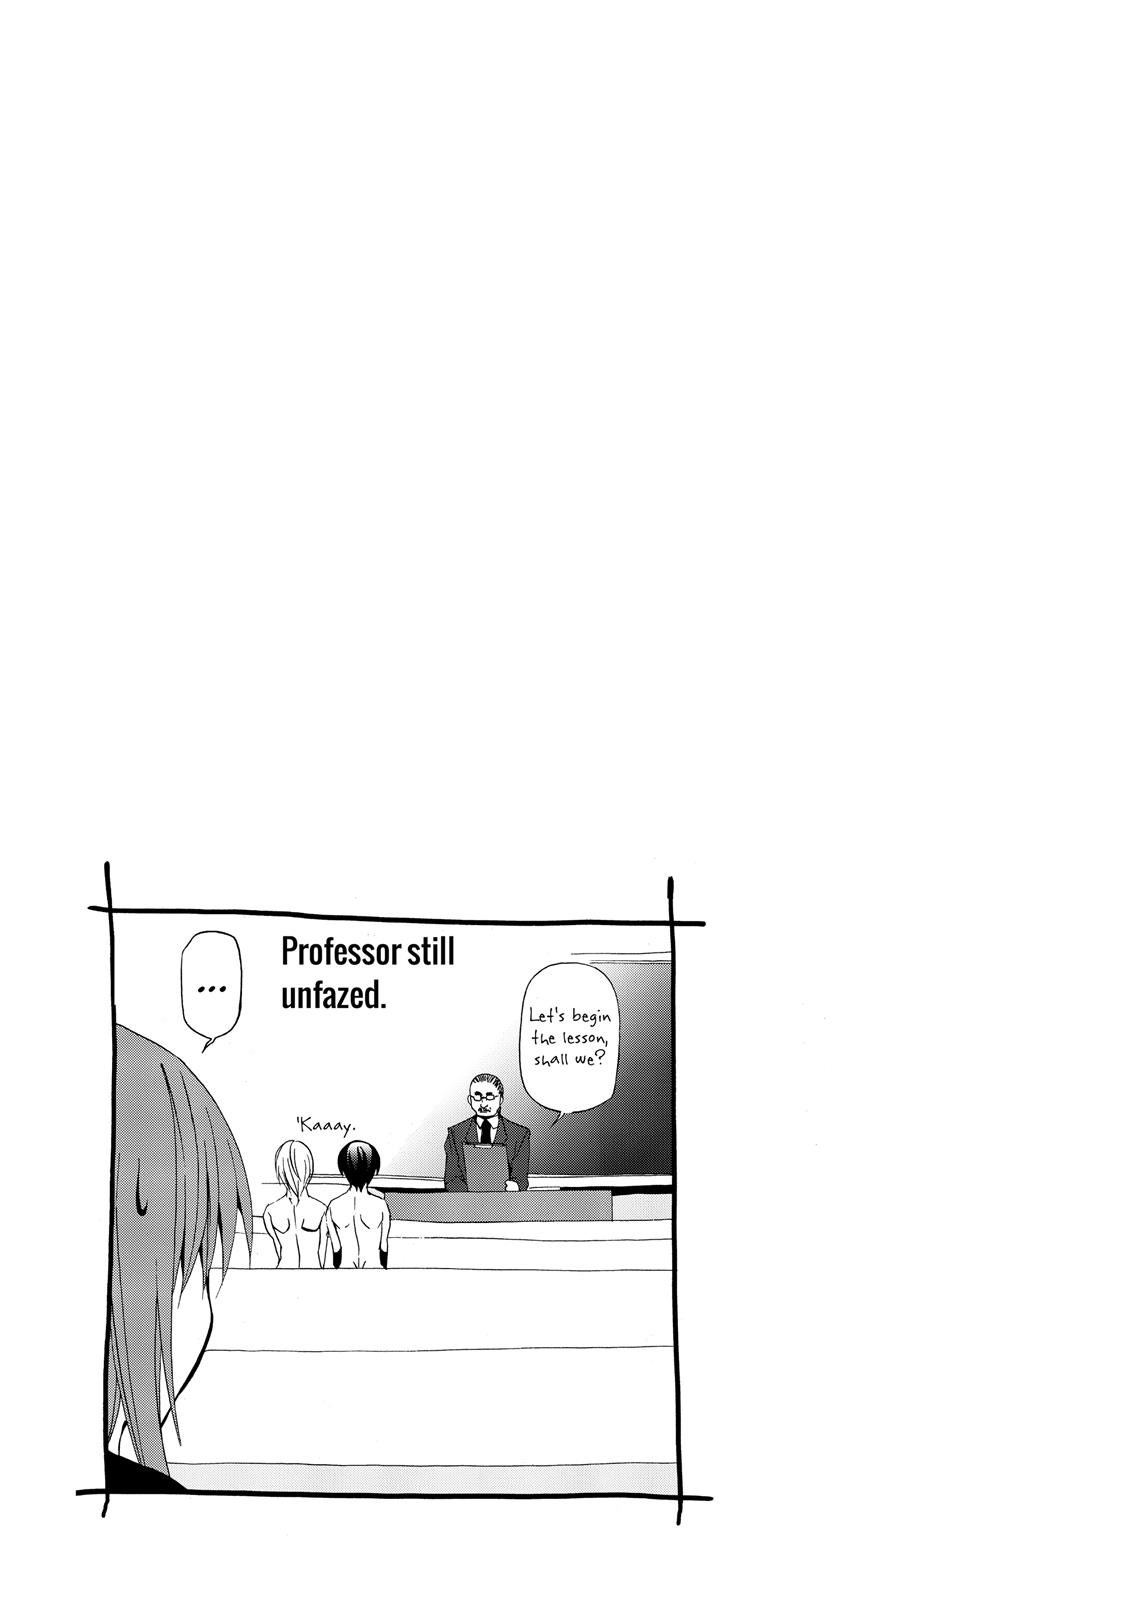 Professor still
unfazed.
...
Let's begin
the lesson,
shall we?
'Kaaay.